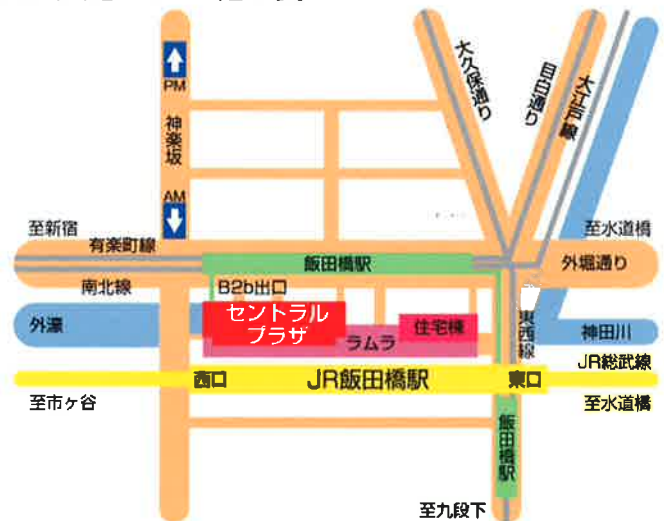 PM
神楽坂
AM
大久保通り
目白通り
大江戸線
至新宿
有楽町線
南北線
飯田橋駅
至水道橋
外堀通り
B2b出口
外濠
セントラル
プラザ
ラムラ
住宅棟
東西線
神田川
JR総武線
西口
JR飯田橋駅
東口
至市ヶ谷
至水道橋
飯田橋駅
至九段下